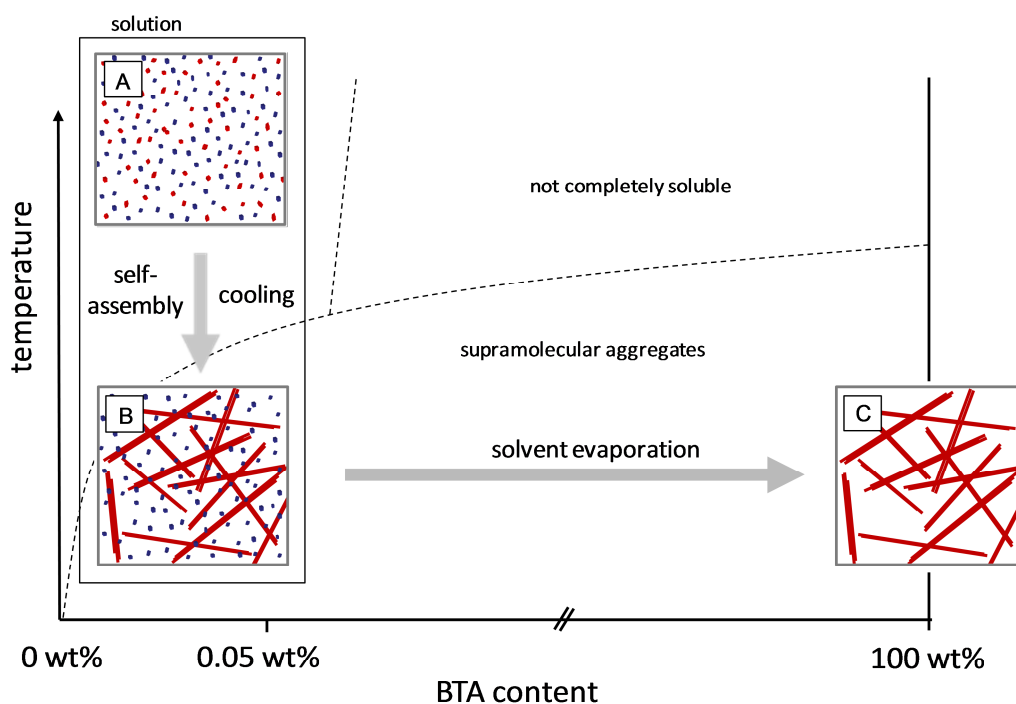 solution
A
not completely soluble
self-
assembly
cooling
temperature
supramolecular aggregates
B
C
solvent evaporation
0 wt%
0.05 wt%
100 wt%
BTA content